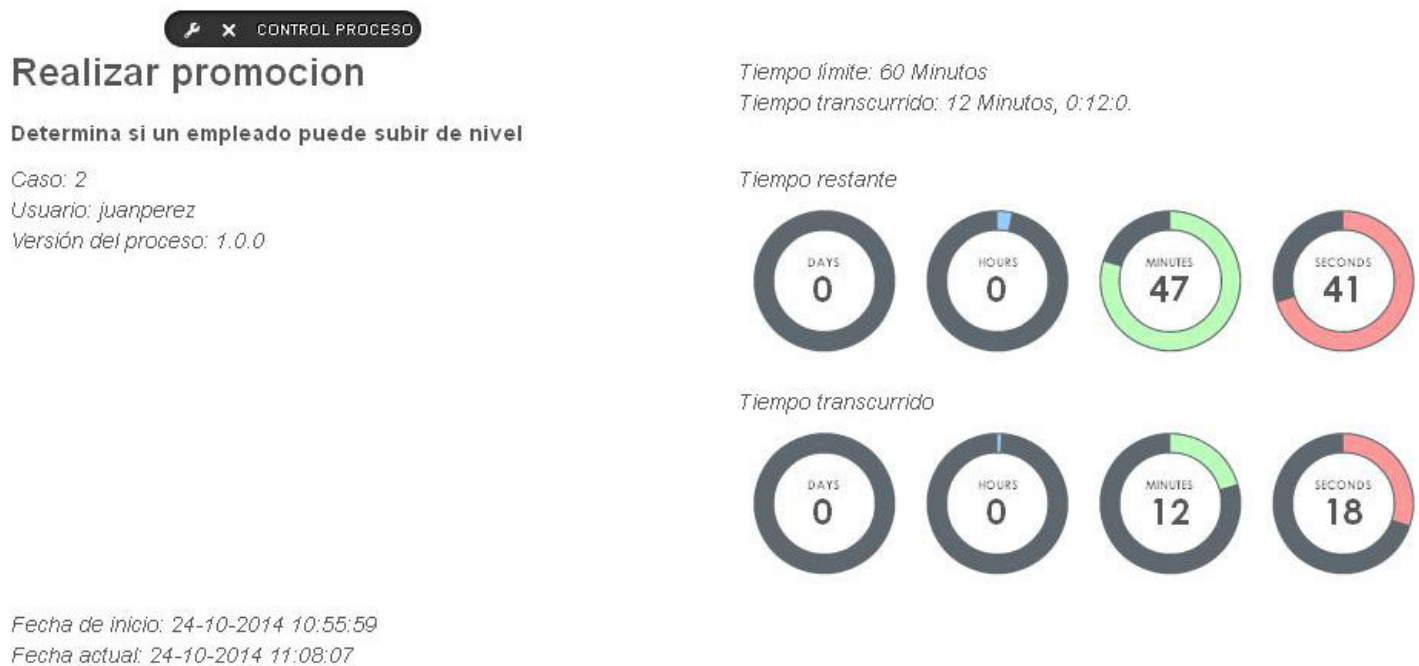 CONTROL PROCESO
Realizar promocion
Determina si un empleado puede subir de nivel
Caso: 2
Usuario: juanperez
Versión del proceso: 1.0.0
Tiempo límite: 60 Minutos
Tiempo transcurrido: 12 Minutos, 0:12:0.
Tiempo restante
DAYS
0
HOURS
0
MINUTES
47
SECONDS
41
Tiempo transcurrido
DAYS
0
HOURS
0
MINUTES
12
SECONDS
18
Fecha de inicio: 24-10-2014 10:55:59
Fecha actual: 24-10-2014 11:08:07